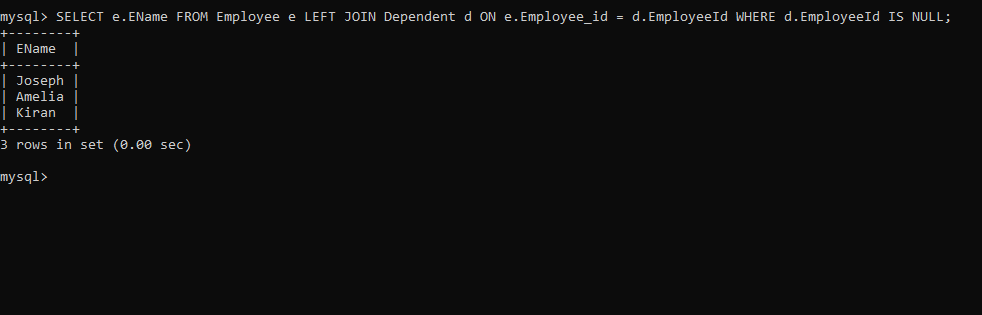 mysql> SELECT e.EName FROM Employee e LEFT JOIN Dependent d ON e.Employee_id = d.EmployeeId WHERE d.EmployeeId IS NULL;
+--------+
| EName  |
+--------+
| Joseph |
| Amelia |
| Kiran  |
+--------+
3 rows in set (0.00 sec)
mysql>